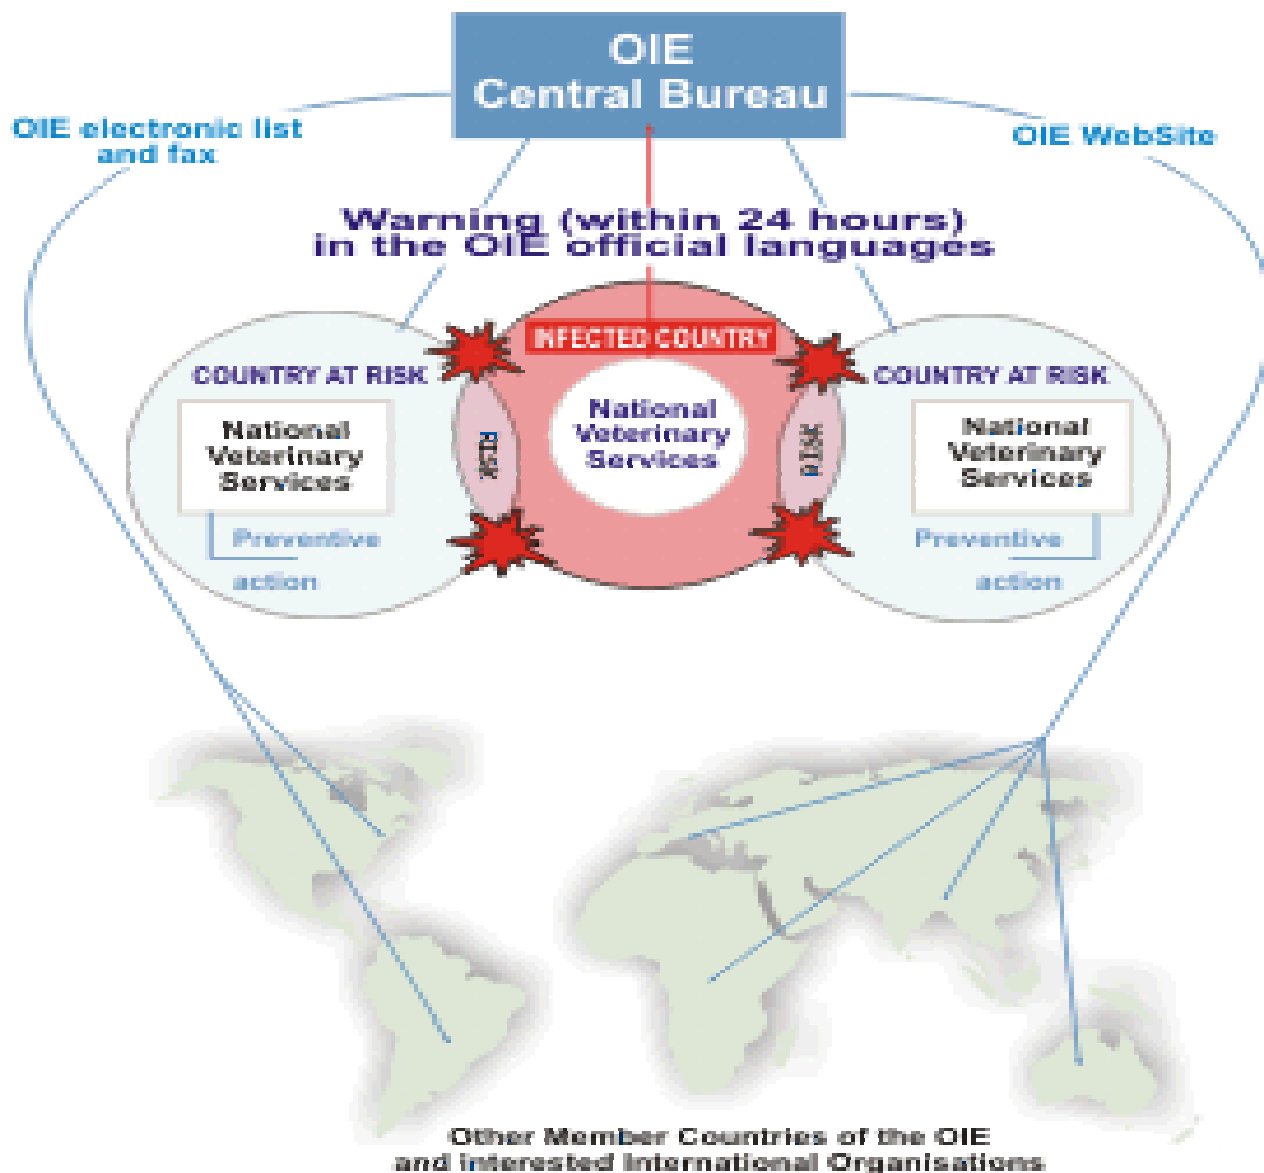 OIE
Central Bureau
OIE electronic list
and fax
OIE WebSite
Warning (within 24 hours)
in the OIE official languages
INFECTED COUNTRY
COUNTRY AT RISK
COUNTRY AT RISK
National
Veterinary
Services
RISK
National
Veterinary
Services
RISK
National
Veterinary
Services
Preventive
action
Preventive
action
Other Member Countries of the OIE
and interested International Organisations